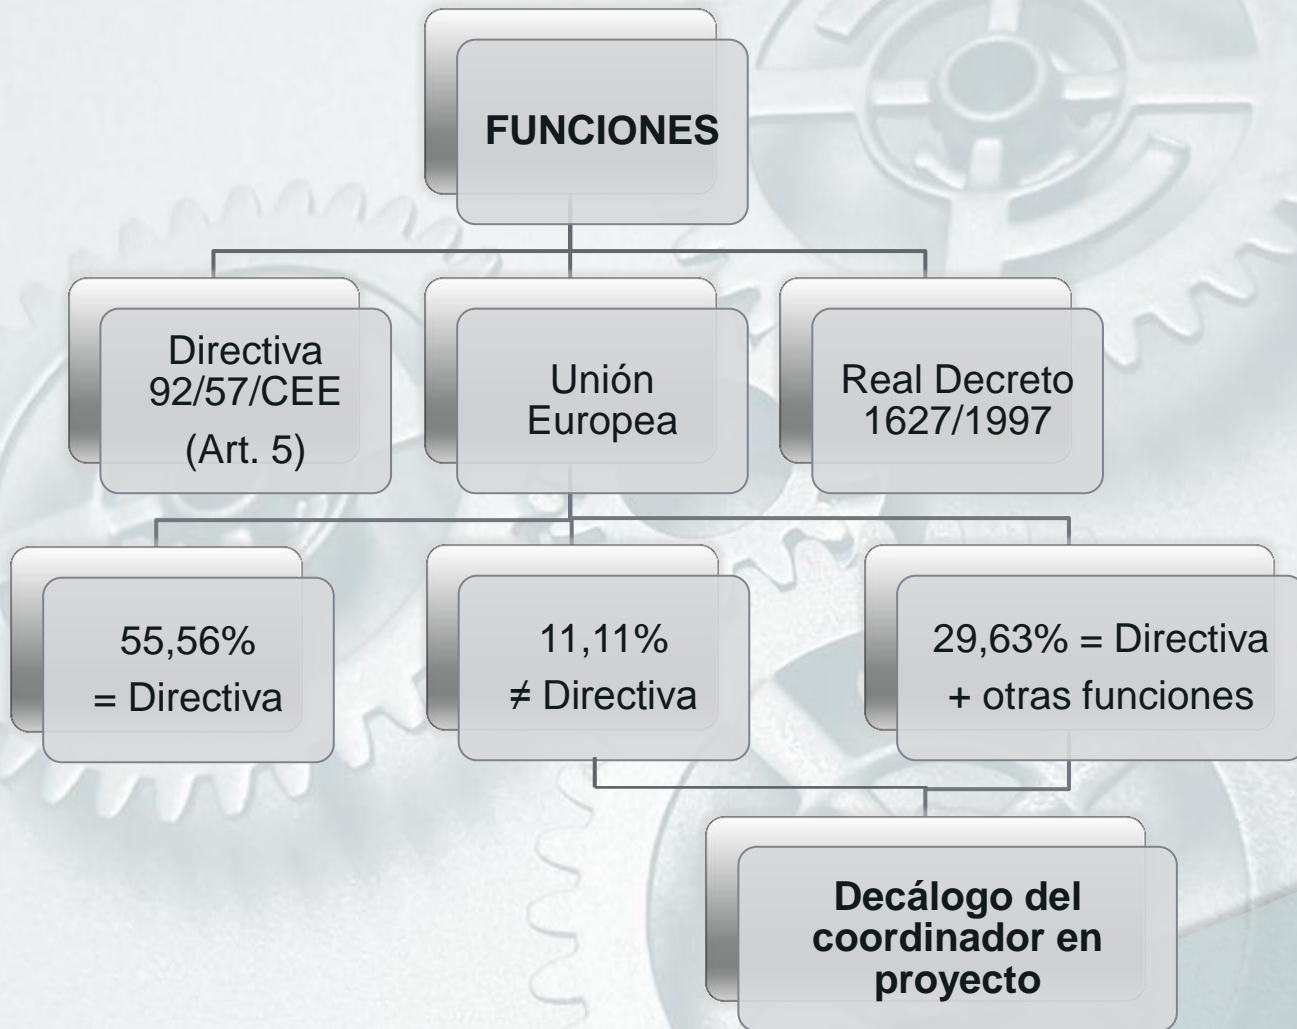 FUNCIONES
Directiva
92/57/CEE
(Art. 5)
Unión
Europea
Real Decreto
1627/1997
55,56%
= Directiva
11,11%
≠ Directiva
29,63% = Directiva
+ otras funciones
Decálogo del
coordinador en
proyecto